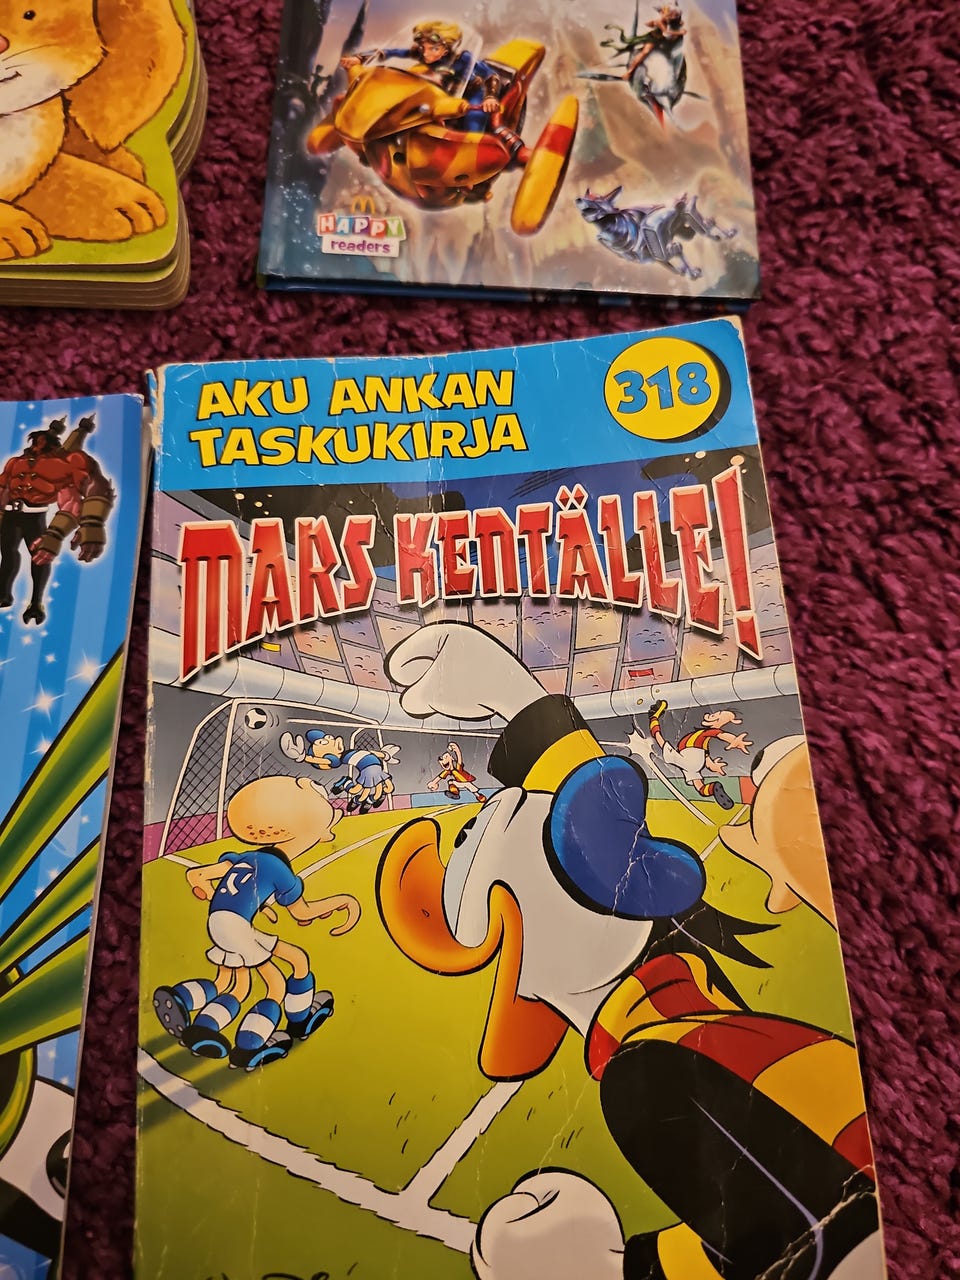 HAPPY
readers
AKU ANKAN
TASKUKIRJA
318
MARS KENTÄLLE!